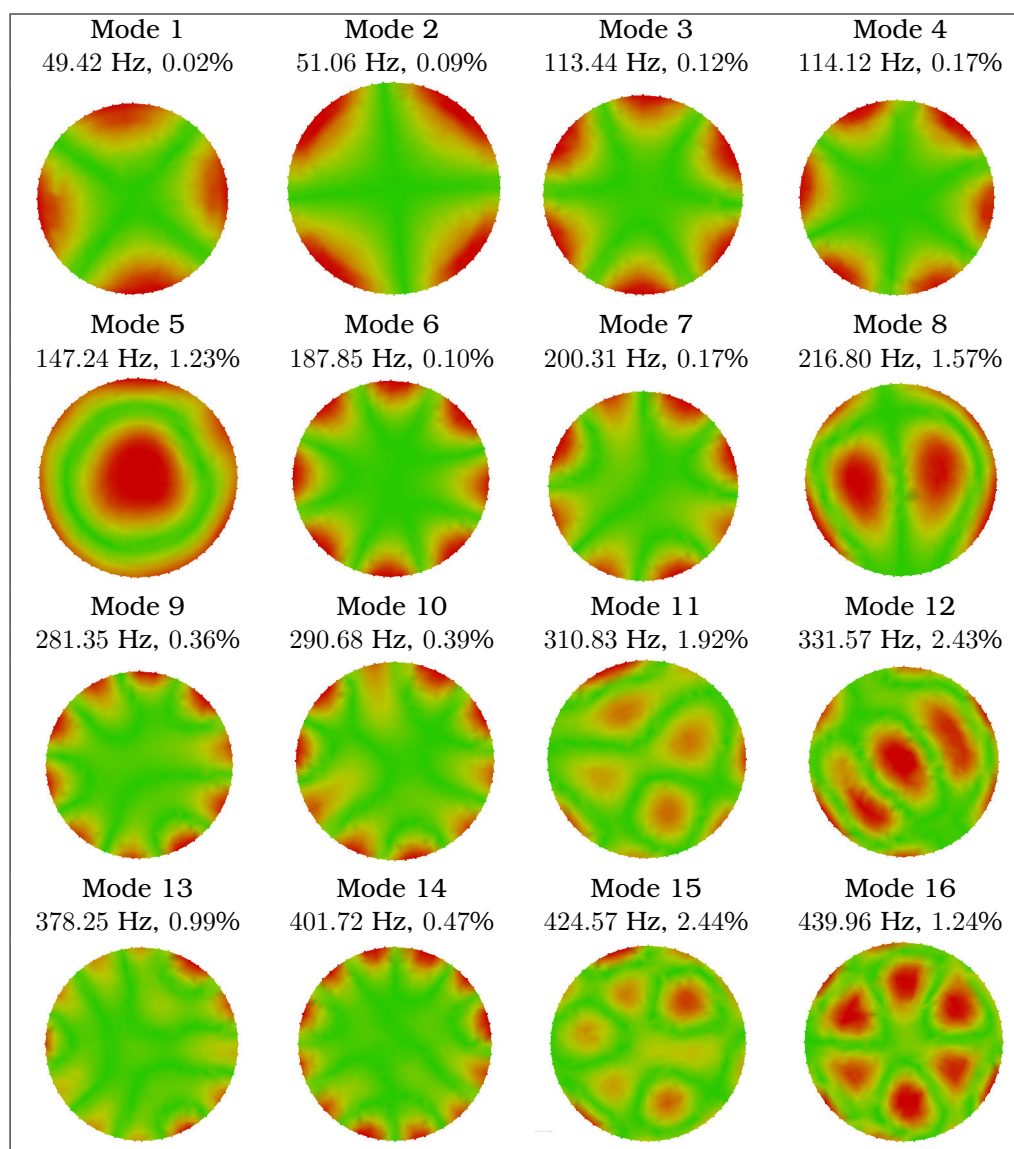 Mode 1
49.42 Hz, 0.02%
Mode 2
51.06 Hz, 0.09%
Mode 3
113.44 Hz, 0.12%
Mode 4
114.12 Hz, 0.17%
Mode 5
147.24 Hz, 1.23%
Mode 6
187.85 Hz, 0.10%
Mode 7
200.31 Hz, 0.17%
Mode 8
216.80 Hz, 1.57%
Mode 9
281.35 Hz, 0.36%
Mode 10
290.68 Hz, 0.39%
Mode 11
310.83 Hz, 1.92%
Mode 12
331.57 Hz, 2.43%
Mode 13
378.25 Hz, 0.99%
Mode 14
401.72 Hz, 0.47%
Mode 15
424.57 Hz, 2.44%
Mode 16
439.96 Hz, 1.24%